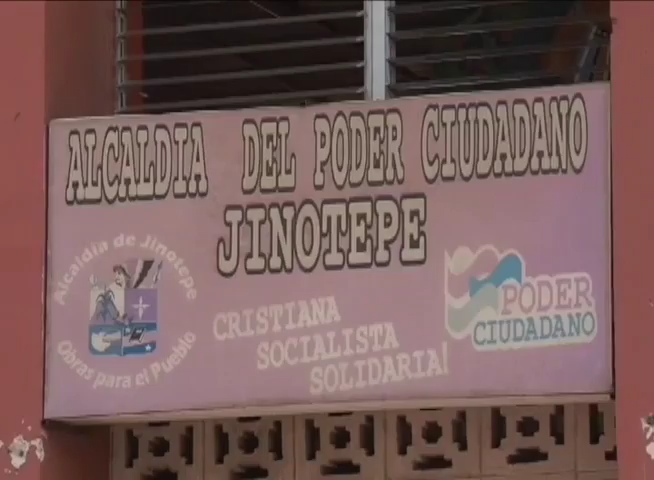 ALCALDIA DEL PODER CIUDADANO
JINOTEPE
Alcaldía de Jinotepe
Obras para el Pueblo
CRISTIANA
SOCIALISTA
SOLIDARIA!
PODER
CIUDADANO